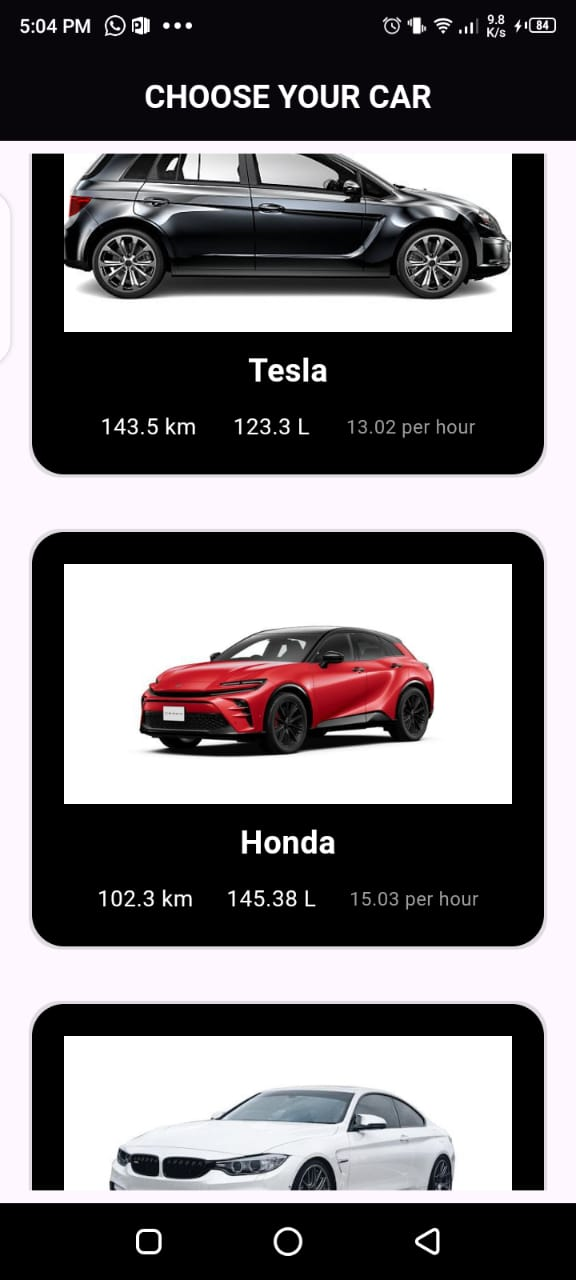 5:04 PM 9.8 K/s 84
CHOOSE YOUR CAR
Tesla
143.5 km 123.3 L 13.02 per hour
Honda
102.3 km 145.38 L 15.03 per hour